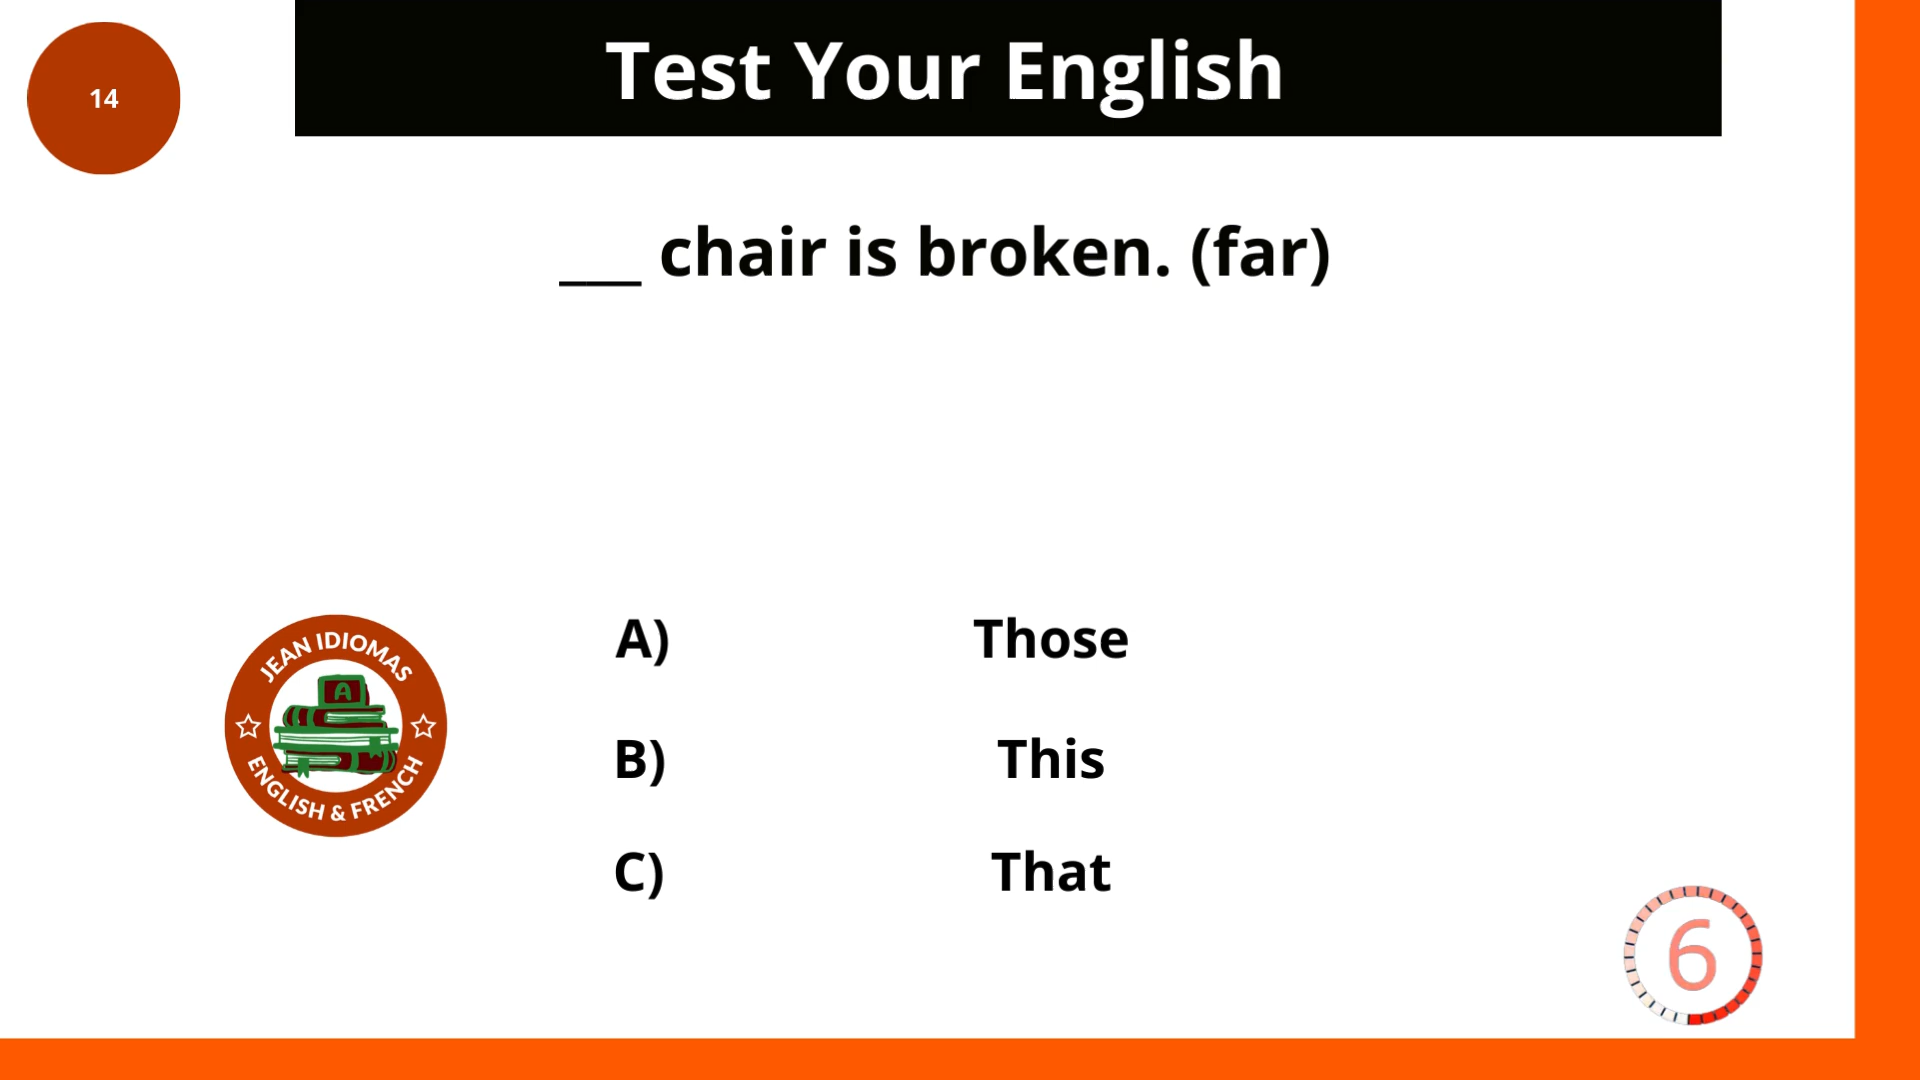 14
Test Your English
___ chair is broken. (far)
A) Those
B) This
C) That
JEAN IDIOMAS
A
ENGLISH & FRENCH
6